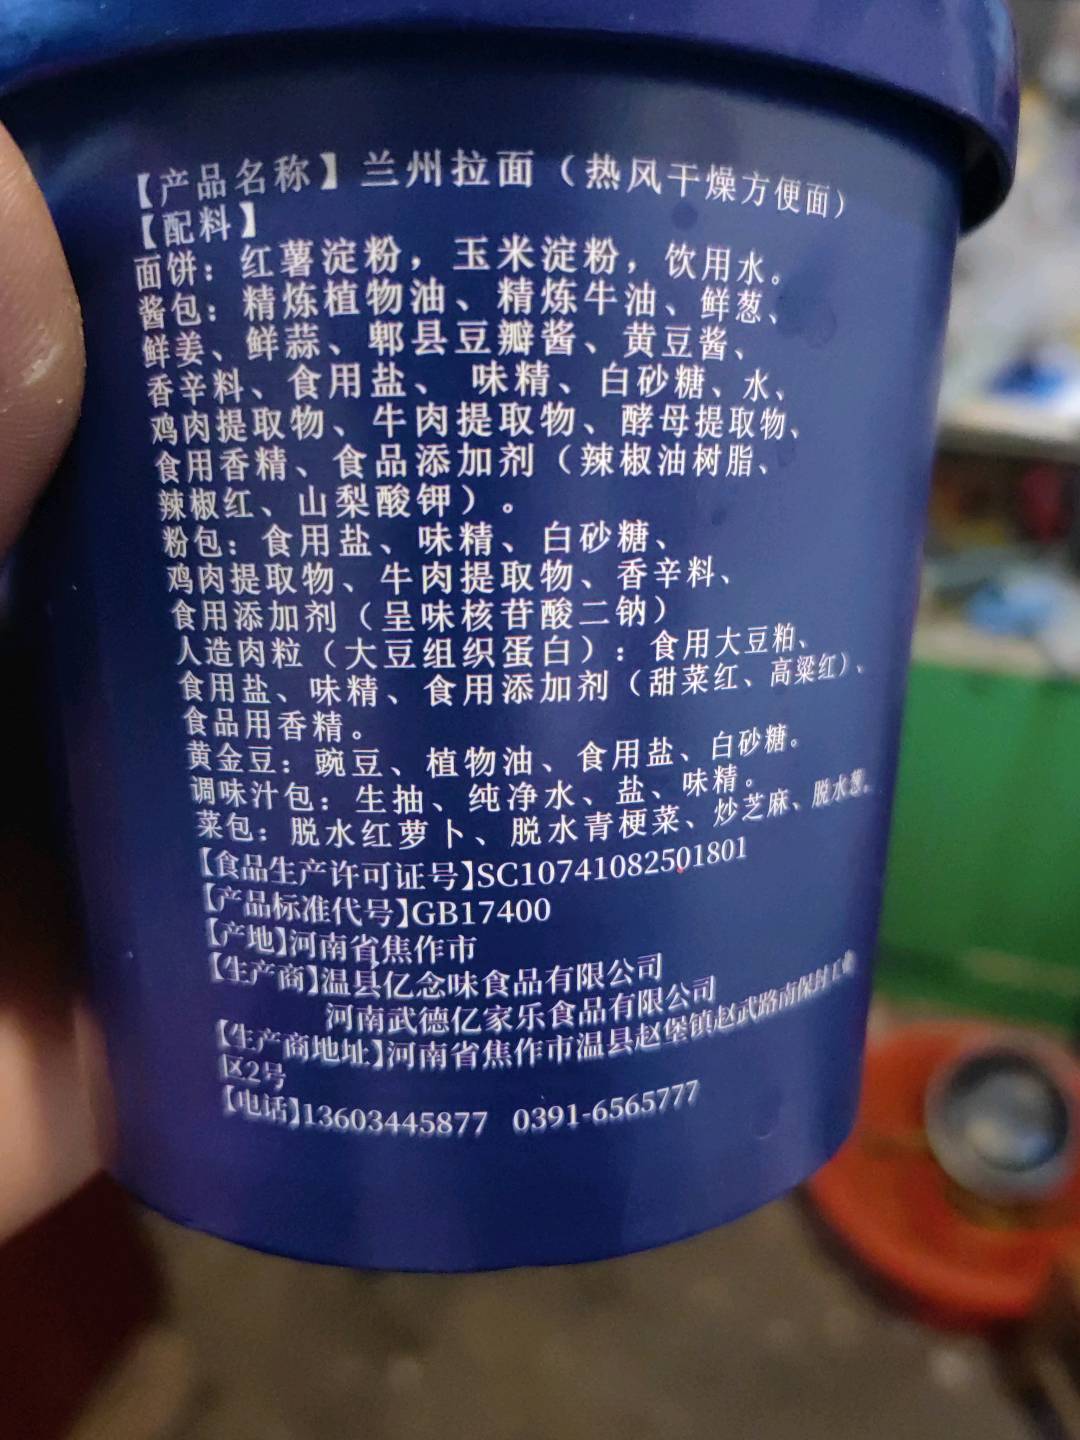 【产品名称】兰州拉面（热风干燥方便面）
【配料】
面饼：红薯淀粉，玉米淀粉，饮用水。
酱包：精炼植物油、精炼牛油、鲜葱、
鲜姜、鲜蒜、郫县豆瓣酱、黄豆酱、
香辛料、食用盐、味精、白砂糖、水、
鸡肉提取物、牛肉提取物、酵母提取物、
食用香精、食品添加剂（辣椒油树脂、
辣椒红、山梨酸钾）。
粉包：食用盐、味精、白砂糖、
鸡肉提取物、牛肉提取物、香辛料、
食用添加剂（呈味核苷酸二钠）
人造肉粒（大豆组织蛋白）：食用大豆粕、
食用盐、味精、食用添加剂（甜菜红、高粱红）、
食品用香精。
黄金豆：豌豆、植物油、食用盐、白砂糖。
调味汁包：生抽、纯净水、盐、味精。
菜包：脱水红萝卜、脱水青梗菜、炒芝麻、脱水葱。
【食品生产许可证号】SC10741082501801
【产品标准代号】GB17400
【产地】河南省焦作市
【生产商】温县亿念味食品有限公司
河南武德亿家乐食品有限公司
【生产商地址】河南省焦作市温县赵堡镇赵武路南保封工业
区2号
【电话】13603445877 0391-6565777